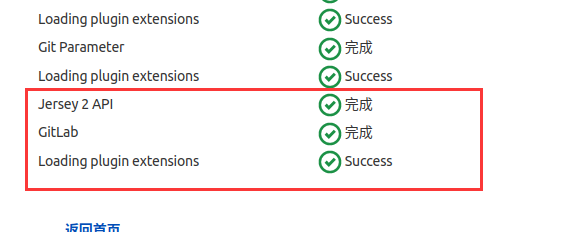 Loading plugin extensions Success
Git Parameter 完成
Loading plugin extensions Success
Jersey 2 API 完成
GitLab 完成
Loading plugin extensions Success
返回首页